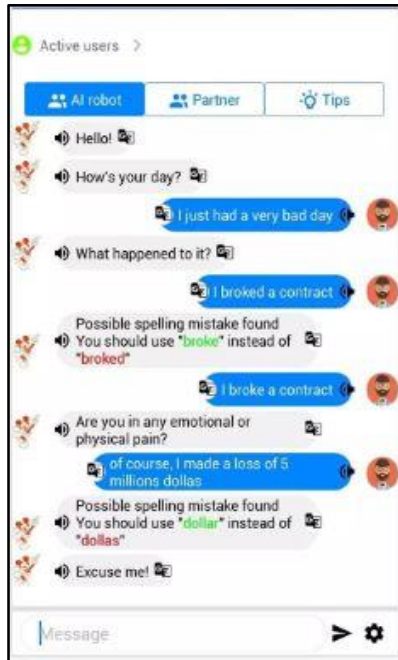 Active users >
AI robot
Partner
Tips
Hello!
How's your day?
I just had a very bad day
What happened to it?
I broked a contract
Possible spelling mistake found
You should use "broke" instead of
"broked"
I broke a contract
Are you in any emotional or
physical pain?
of course, I made a loss of 5
millions dollas
Possible spelling mistake found
You should use "dollar" instead of
"dollas"
Excuse me!
Message